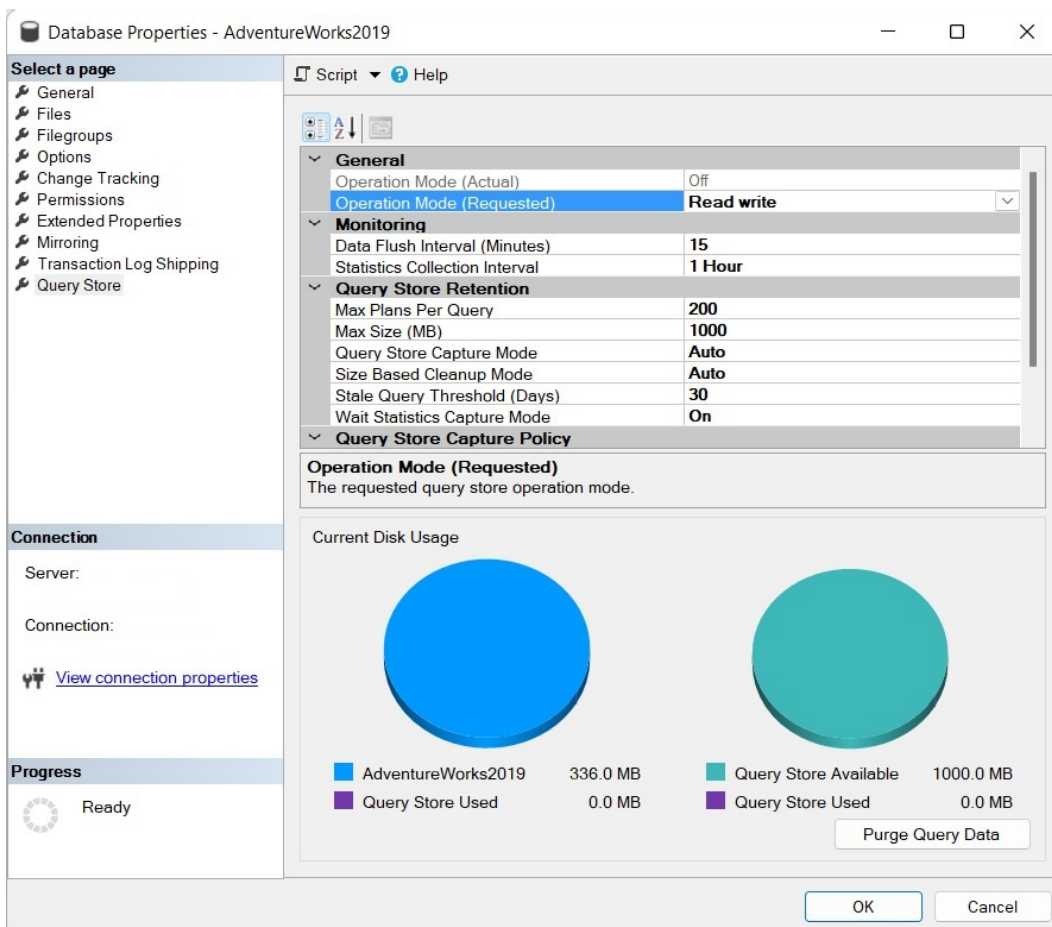 Database Properties - AdventureWorks2019
Select a page
General
Files
Filegroups
Options
Change Tracking
Permissions
Extended Properties
Mirroring
Transaction Log Shipping
Query Store
Connection
Server:
Connection:
View connection properties
Progress
Ready
Script Help
A
Z
General
Operation Mode (Actual) Off
Operation Mode (Requested) Read write
Monitoring
Data Flush Interval (Minutes) 15
Statistics Collection Interval 1 Hour
Query Store Retention
Max Plans Per Query 200
Max Size (MB) 1000
Query Store Capture Mode Auto
Size Based Cleanup Mode Auto
Stale Query Threshold (Days) 30
Wait Statistics Capture Mode On
Query Store Capture Policy
Operation Mode (Requested)
The requested query store operation mode.
Current Disk Usage
AdventureWorks2019 336.0 MB
Query Store Used 0.0 MB
Query Store Available 1000.0 MB
Query Store Used 0.0 MB
Purge Query Data
OK Cancel